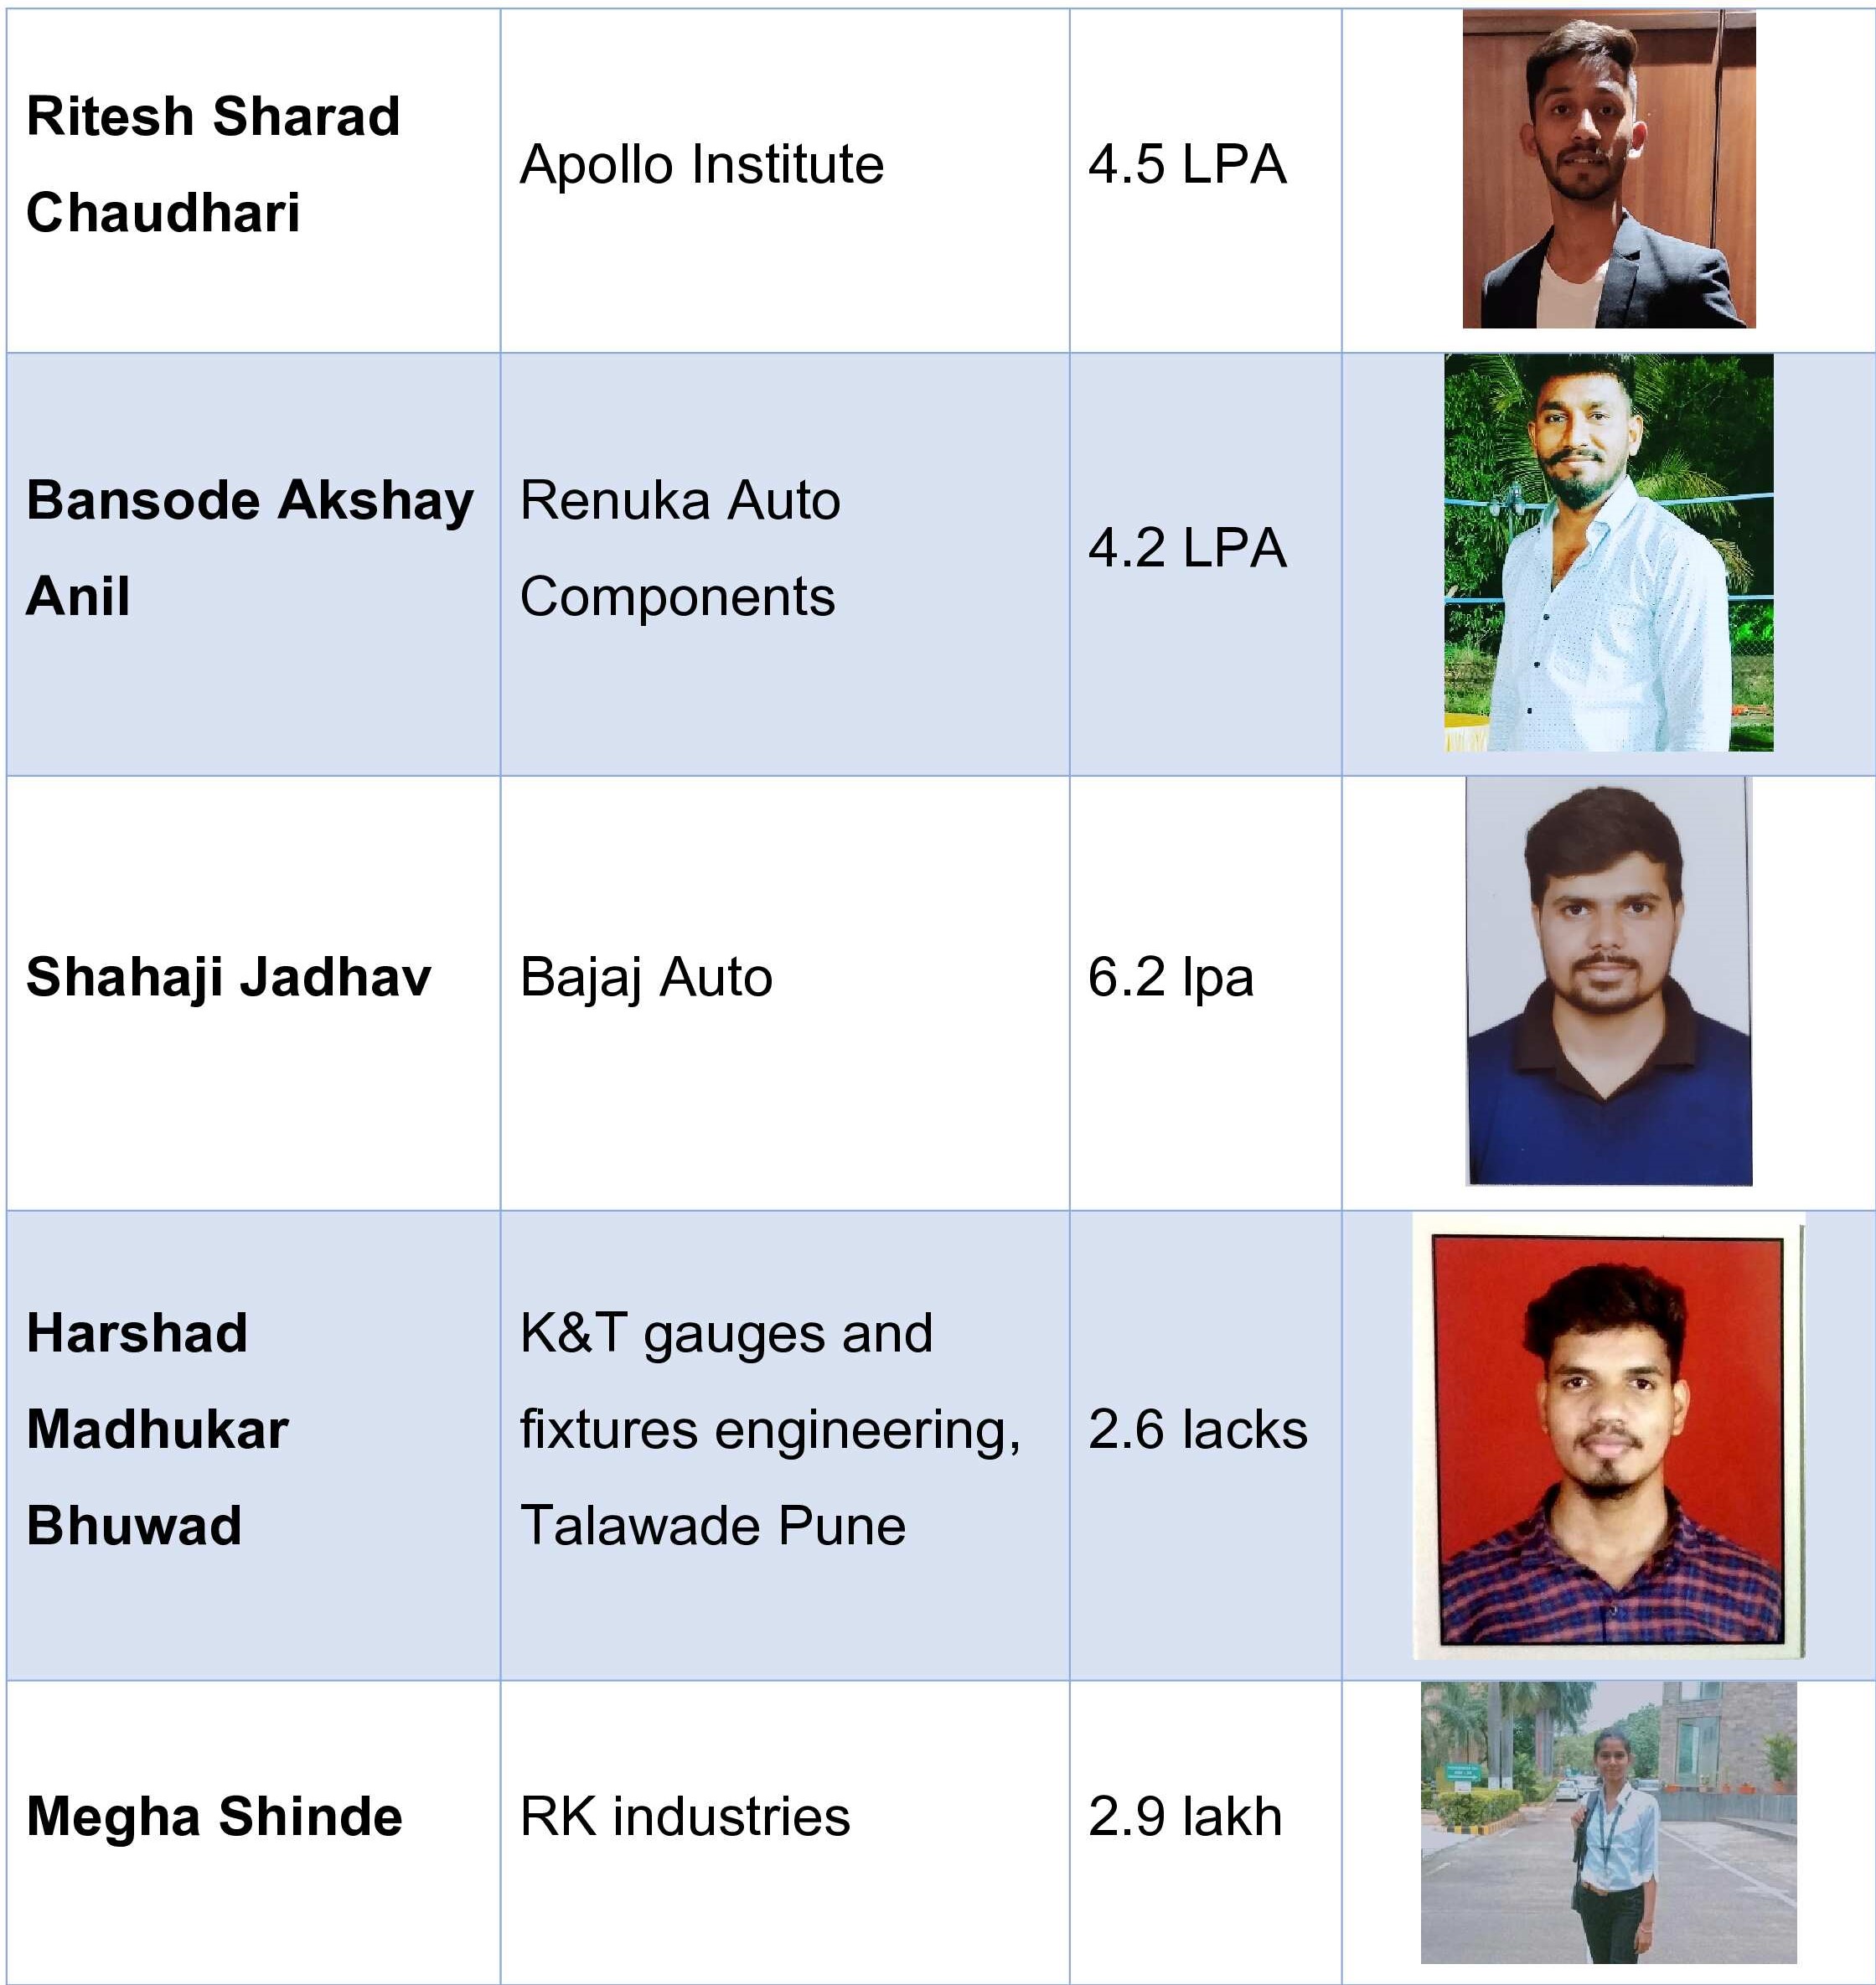 Ritesh Sharad
Chaudhari
Apollo Institute
4.5 LPA
Bansode Akshay
Anil
Renuka Auto
Components
4.2 LPA
Shahaji Jadhav
Bajaj Auto
6.2 lpa
Harshad
Madhukar
Bhuwad
K&T gauges and
fixtures engineering,
Talawade Pune
2.6 lacks
Megha Shinde
RK industries
2.9 lakh